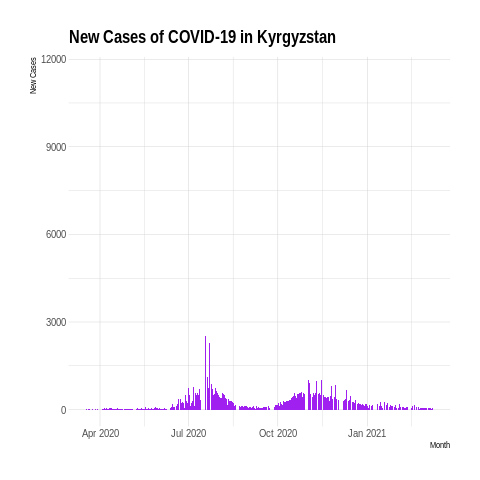 New Cases of COVID-19 in Kyrgyzstan
New Cases
12000
9000
6000
3000
0
Apr 2020
Jul 2020
Oct 2020
Jan 2021
Month